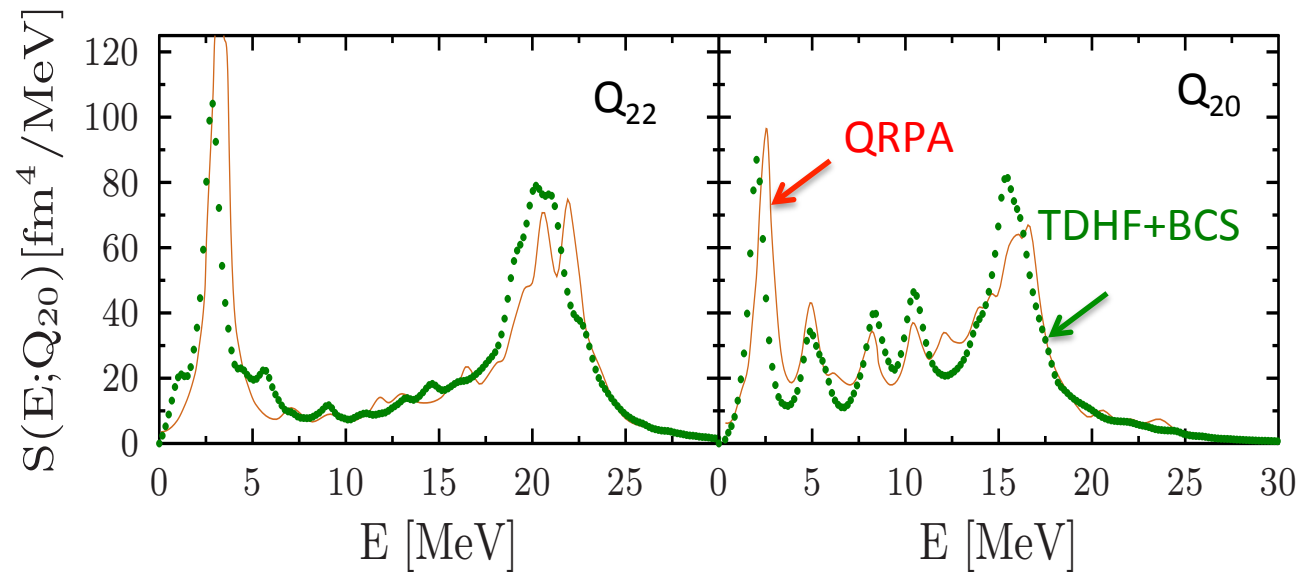 S(E;Q₂₀)[fm⁴/MeV]
120
100
80
60
40
20
0
Q₂₂
0 5 10 15 20 25
E [MeV]
Q₂₀
QRPA
TDHF+BCS
0 5 10 15 20 25 30
E [MeV]